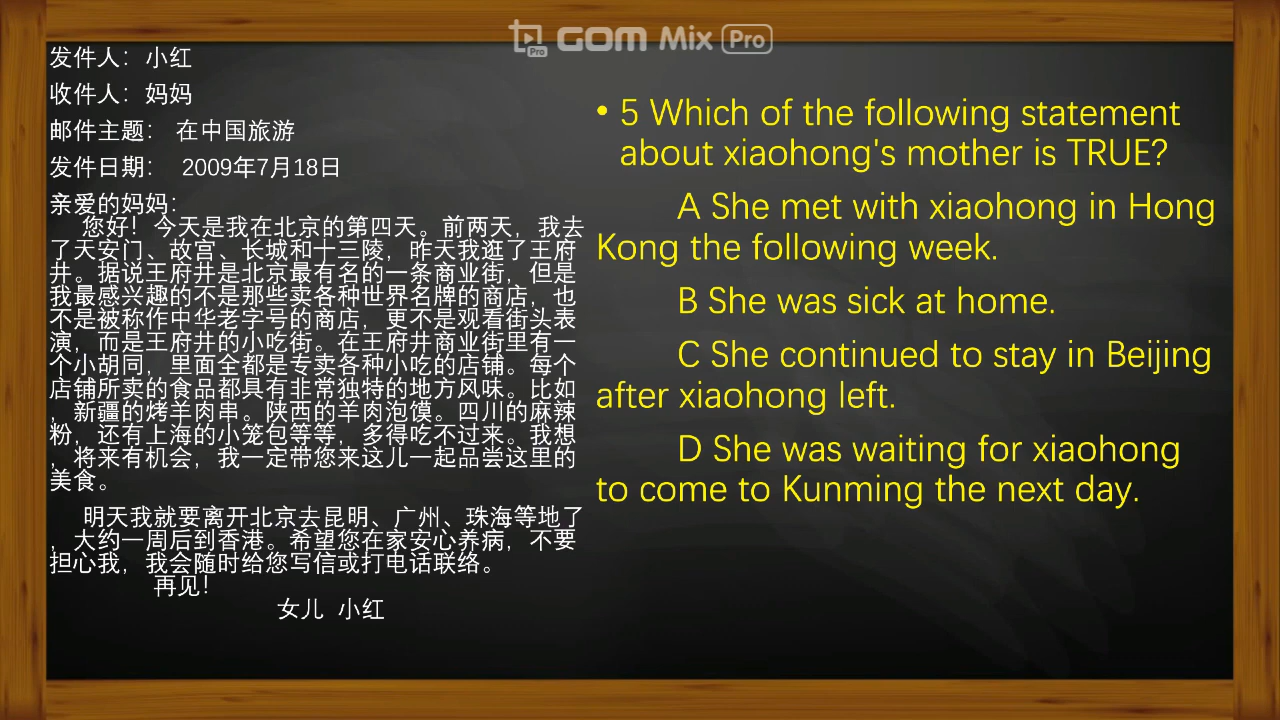 GOM Mix Pro
发件人：小红
收件人：妈妈
邮件主题： 在中国旅游
发件日期： 2009年7月18日
亲爱的妈妈：
您好！今天是我在北京的第四天。前两天，我去
了天安门、故宫、长城和十三陵，昨天我逛了王府
井。据说王府井是北京最有名的一条商业街，但是
我最感兴趣的不是那些卖各种世界名牌的商店，也
不是被称作中华老字号的商店，更不是观看街头表
演，而是王府井的小吃街。在王府井商业街里有一
个小胡同，里面全都是专卖各种小吃的店铺。每个
店铺所卖的食品都具有非常独特的地方风味。比如
，新疆的烤羊肉串。陕西的羊肉泡馍。四川的麻辣
粉，还有上海的小笼包等等，多得吃不过来。我想
，将来有机会，我一定带您来这儿一起品尝这里的
美食。
明天我就要离开北京去昆明、广州、珠海等地了
，大约一周后到香港。希望您在家安心养病，不要
担心我，我会随时给您写信或打电话联络。
再见！
女儿 小红
• 5 Which of the following statement
about xiaohong's mother is TRUE?
A She met with xiaohong in Hong
Kong the following week.
B She was sick at home.
C She continued to stay in Beijing
after xiaohong left.
D She was waiting for xiaohong
to come to Kunming the next day.